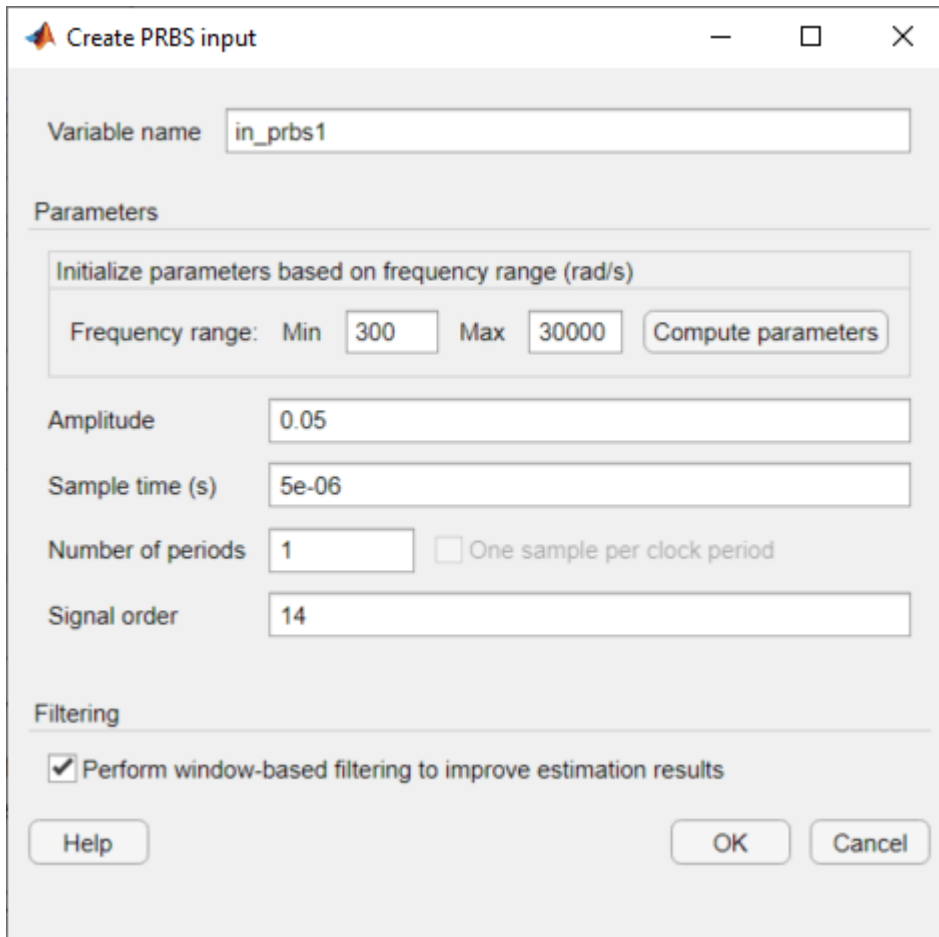 Create PRBS input
Variable name in_prbs1
Parameters
Initialize parameters based on frequency range (rad/s)
Frequency range: Min 300 Max 30000 Compute parameters
Amplitude 0.05
Sample time (s) 5e-06
Number of periods 1 One sample per clock period
Signal order 14
Filtering
Perform window-based filtering to improve estimation results
Help OK Cancel